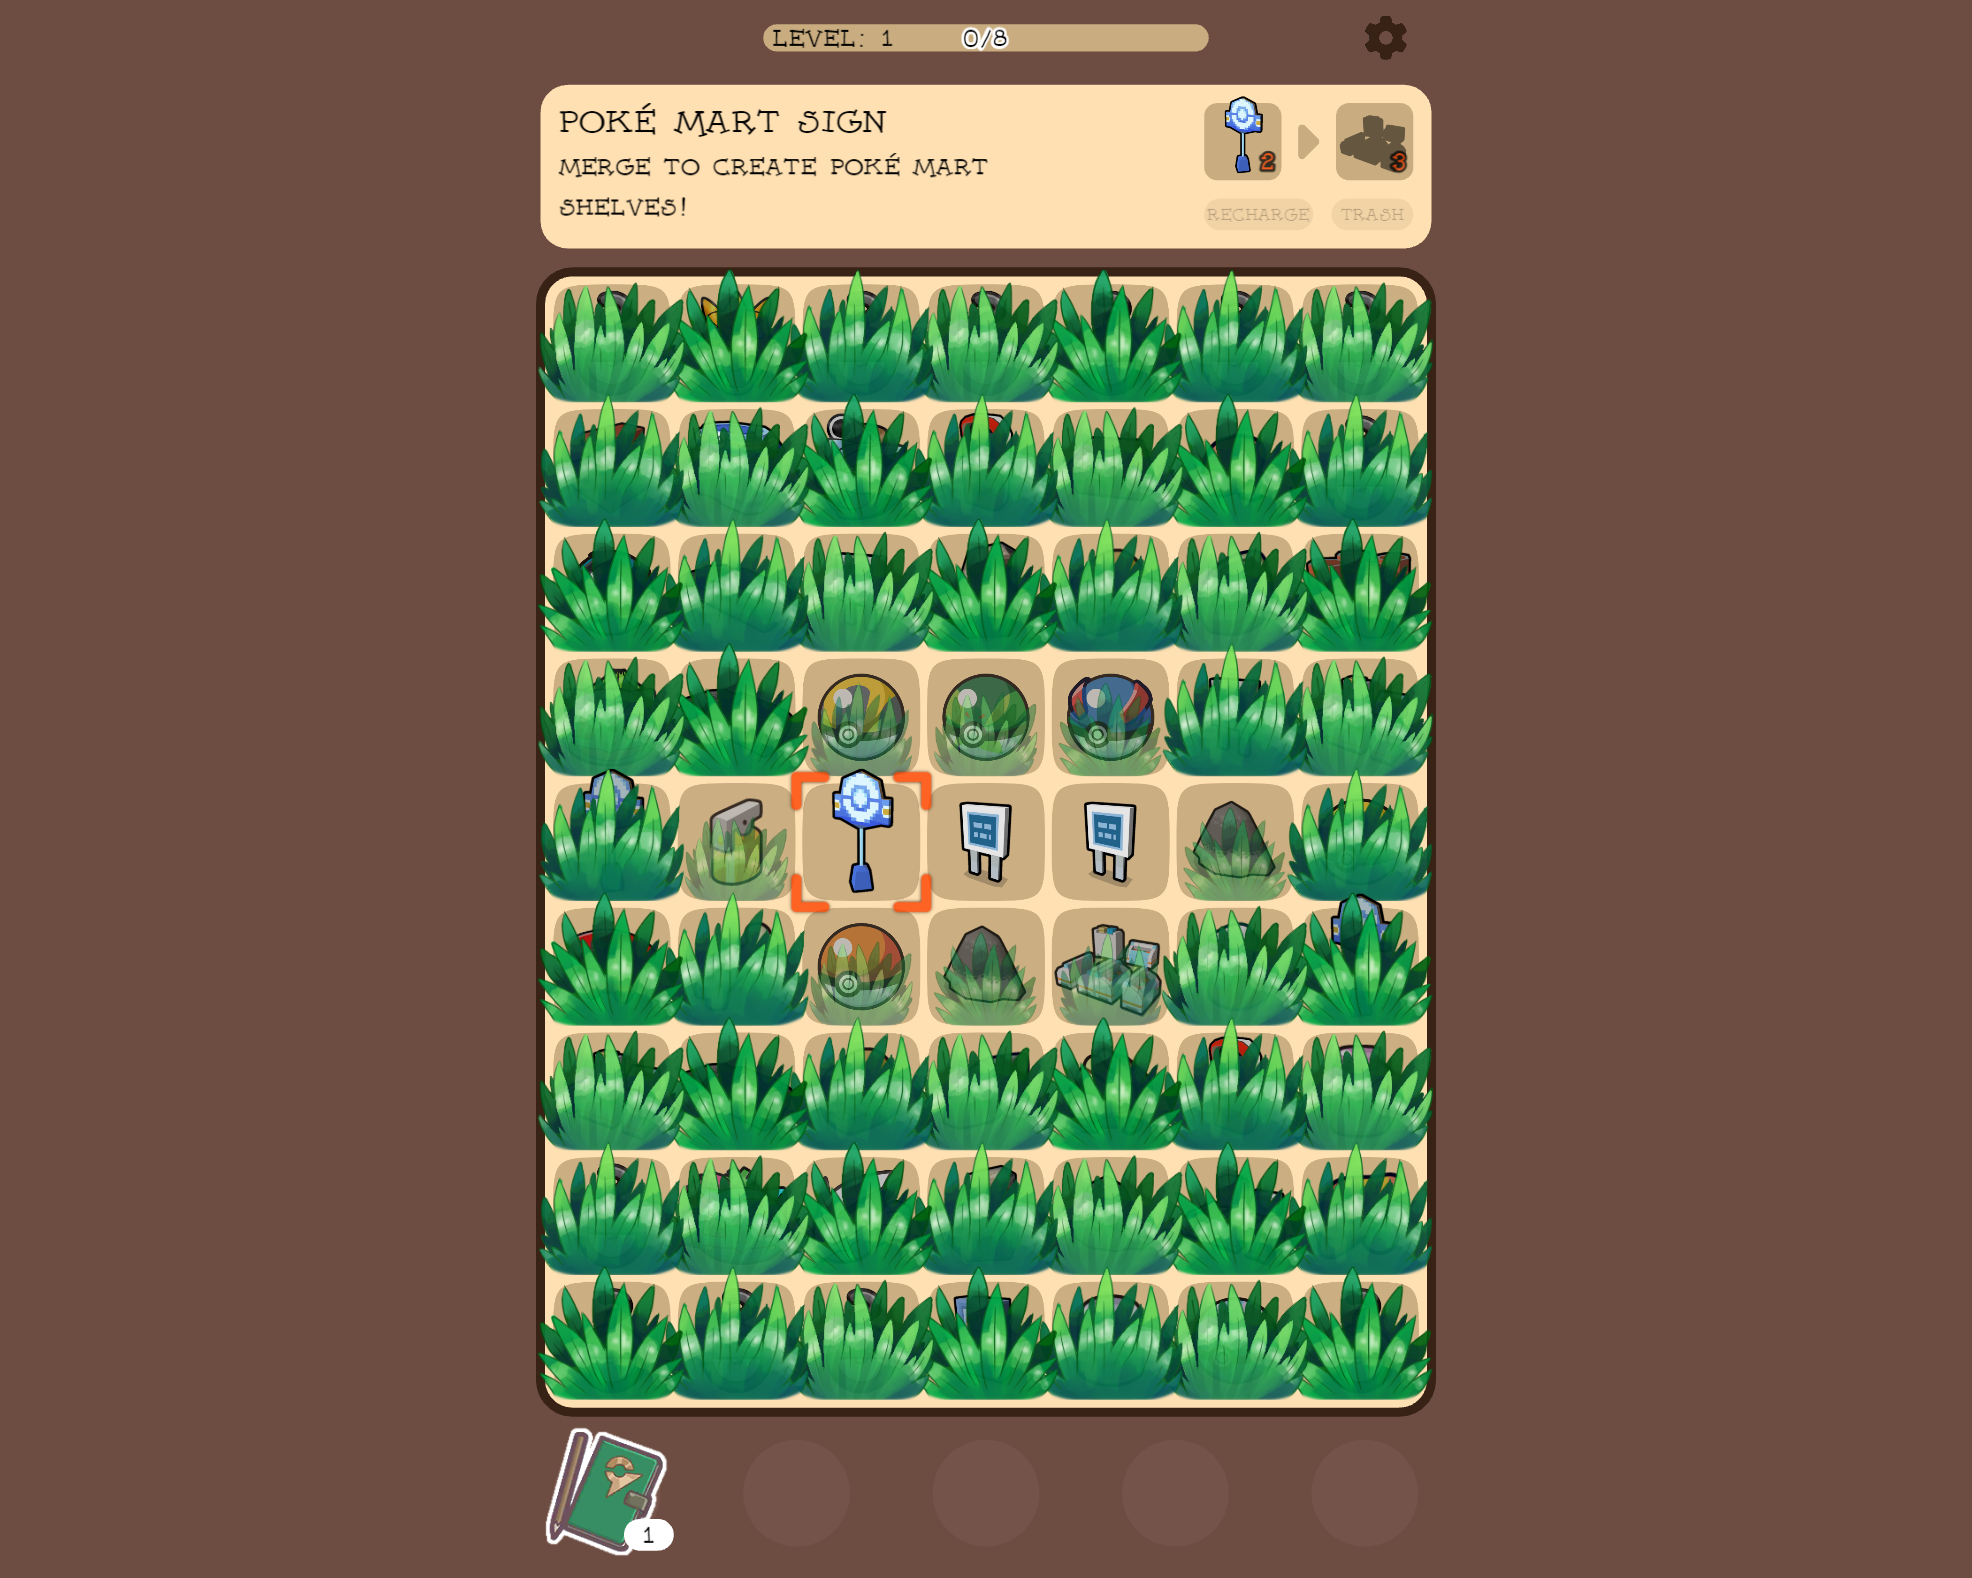 LEVEL: 1 0/8
POKÉ MART SIGN
MERGE TO CREATE POKÉ MART
SHELVES!
2
3
RECHARGE
TRASH
1